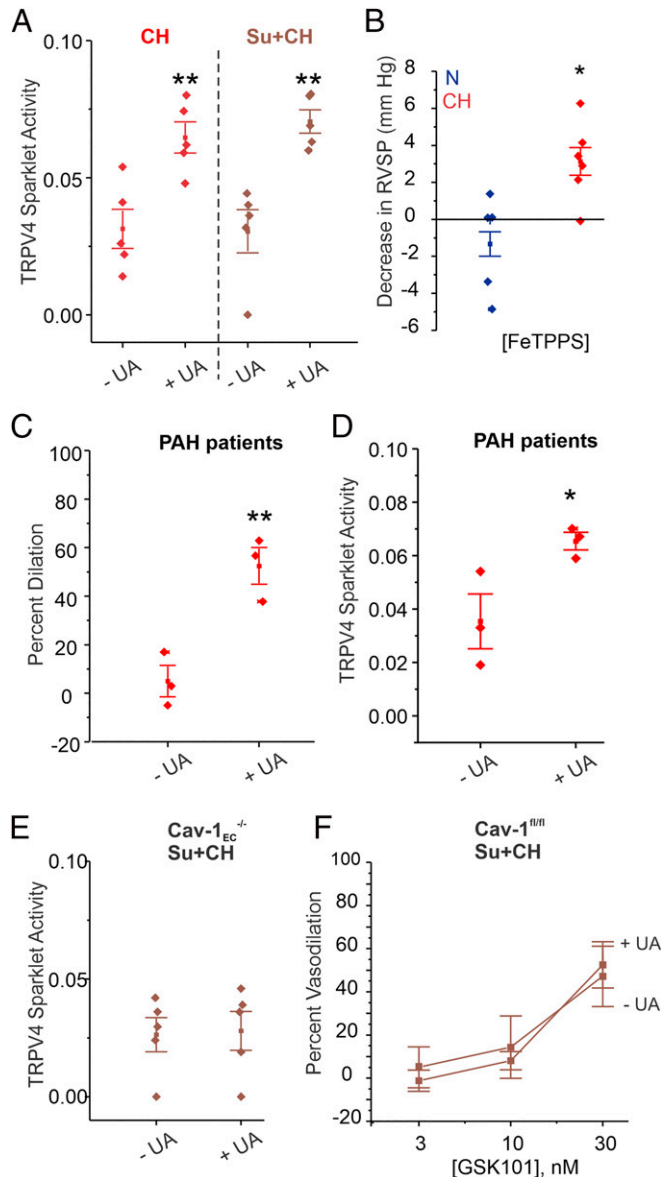 A
CH
Su+CH
**
**
TRPV4 Sparklet Activity
0.10
0.05
0.00
- UA
+ UA
- UA
+ UA
B
N
CH
*
Decrease in RVSP (mm Hg)
8
6
4
2
0
-2
-4
-6
[FeTPPS]
C
PAH patients
**
Percent Dilation
100
80
60
40
20
0
-20
- UA
+ UA
D
PAH patients
*
TRPV4 Sparklet Activity
0.10
0.08
0.06
0.04
0.02
0.00
- UA
+ UA
E
Cav-1EC-/-
Su+CH
TRPV4 Sparklet Activity
0.10
0.05
0.00
- UA
+ UA
F
Cav-1fl/fl
Su+CH
Percent Vasodilation
100
80
60
40
20
0
-20
+ UA
- UA
3 10 30
[GSK101], nM